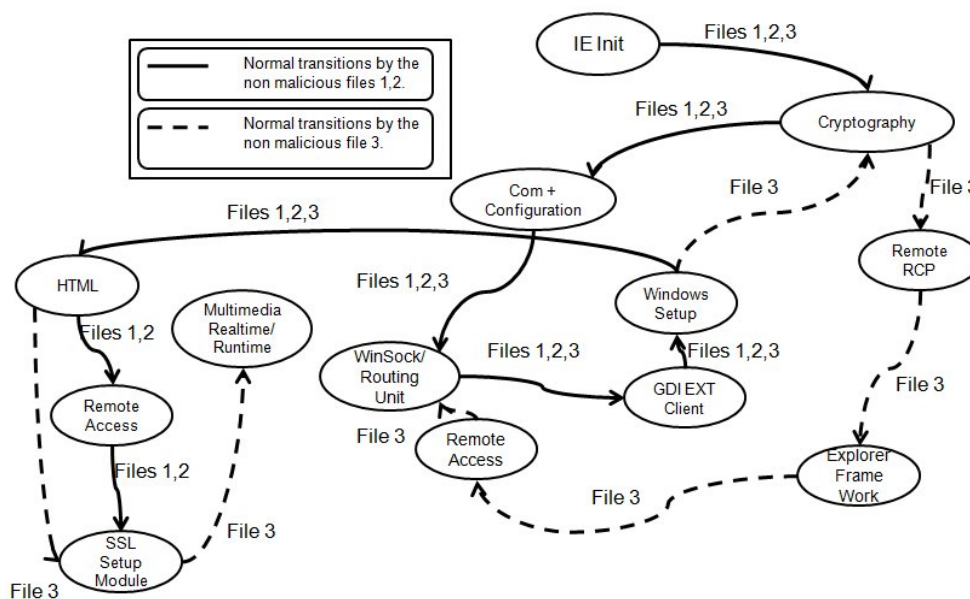 Files 1,2,3
IE Init
Normal transitions by the
non malicious files 1,2.
Normal transitions by the
non malicious file 3.
Files 1,2,3
Cryptography
File 3
File 3
Com +
Configuration
Files 1,2,3
Remote
RCP
HTML
Files 1,2,3
Windows
Setup
Multimedia
Realtime/
Runtime
Files 1,2
Files 1,2,3
Files 1,2,3
WinSock/
Routing
Unit
File 3
GDI EXT
Client
Remote
Access
File 3
Remote
Access
Files 1,2
Explorer
Frame
Work
File 3
File 3
SSL
Setup
Module
File 3